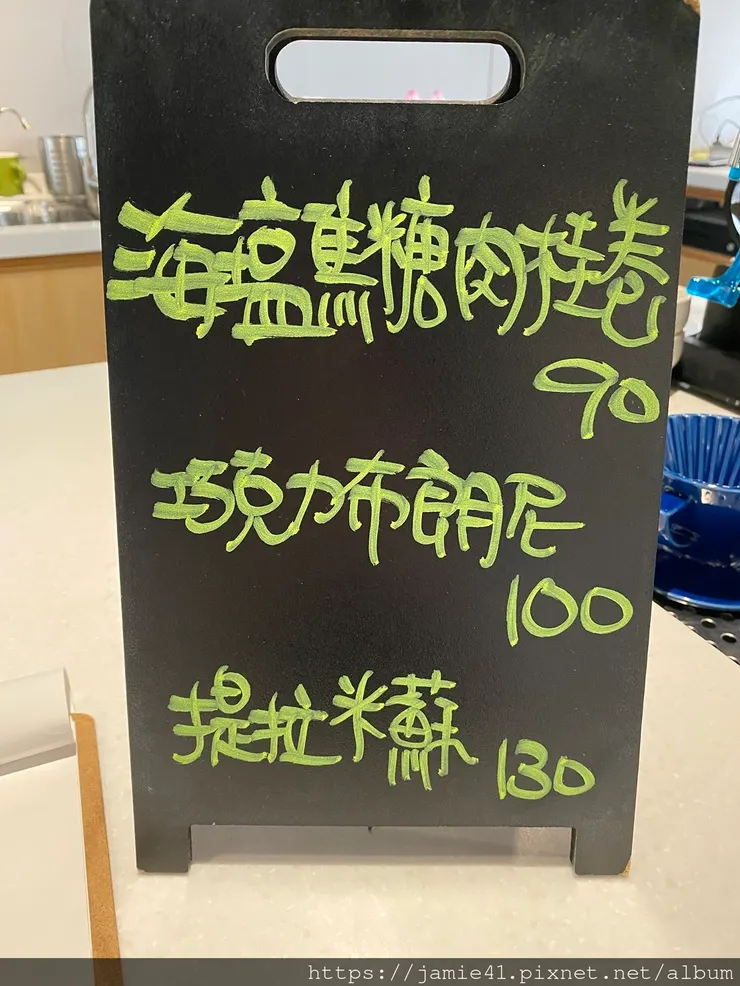 海塩焦糖肉桂卷
90
巧克力布朗尼
100
提拉米蘇 130
https://jamie41.pixnet.net/album